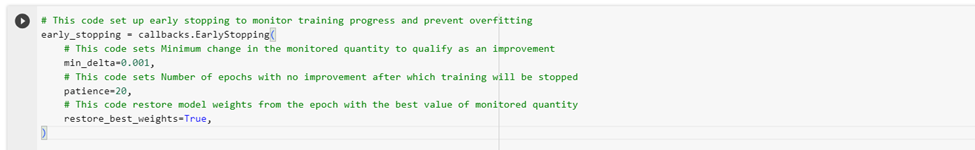 # This code set up early stopping to monitor training progress and prevent overfitting
early_stopping = callbacks.EarlyStopping(
    # This code sets Minimum change in the monitored quantity to qualify as an improvement
    min_delta=0.001,
    # This code sets Number of epochs with no improvement after which training will be stopped
    patience=20,
    # This code restore model weights from the epoch with the best value of monitored quantity
    restore_best_weights=True,
)